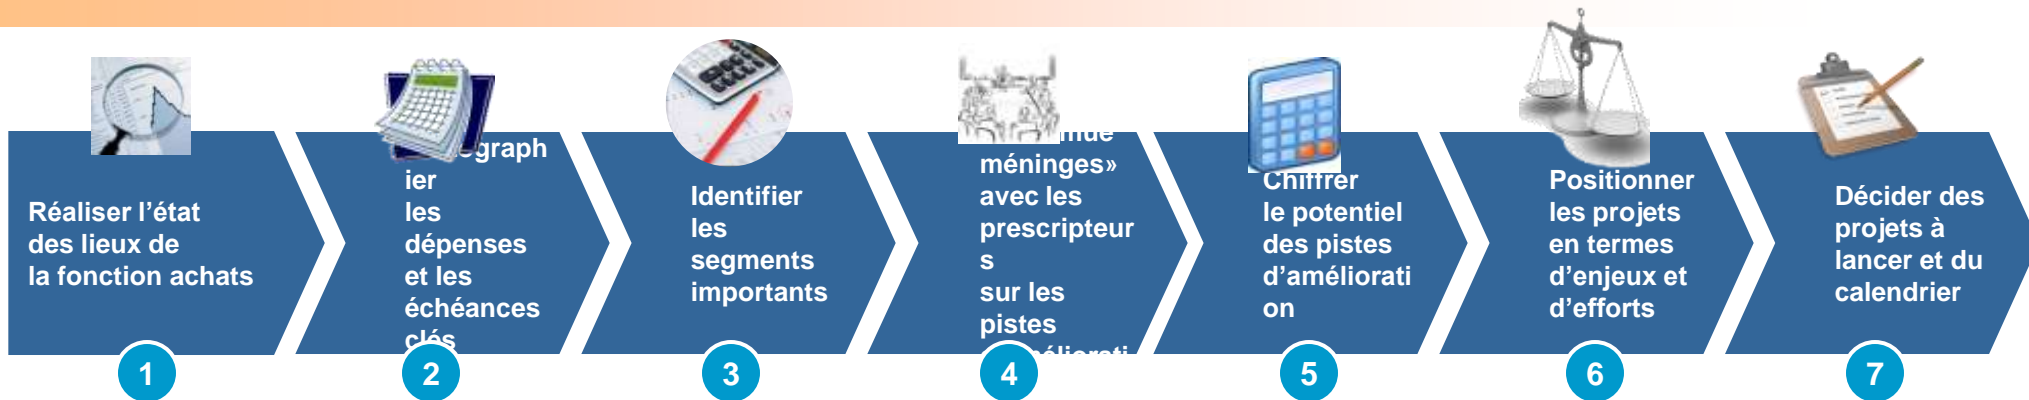 Réaliser l’état
des lieux de
la fonction achats
1
ier
les
dépenses
et les
échéances
clés
2
Identifier
les
segments
importants
3
méninges»
avec les
prescripteur
s
sur les
pistes
4
Chiffrer
le potentiel
des pistes
d’améliorati
on
5
Positionner
les projets
en termes
d’enjeux et
d’efforts
6
Décider des
projets à
lancer et du
calendrier
7